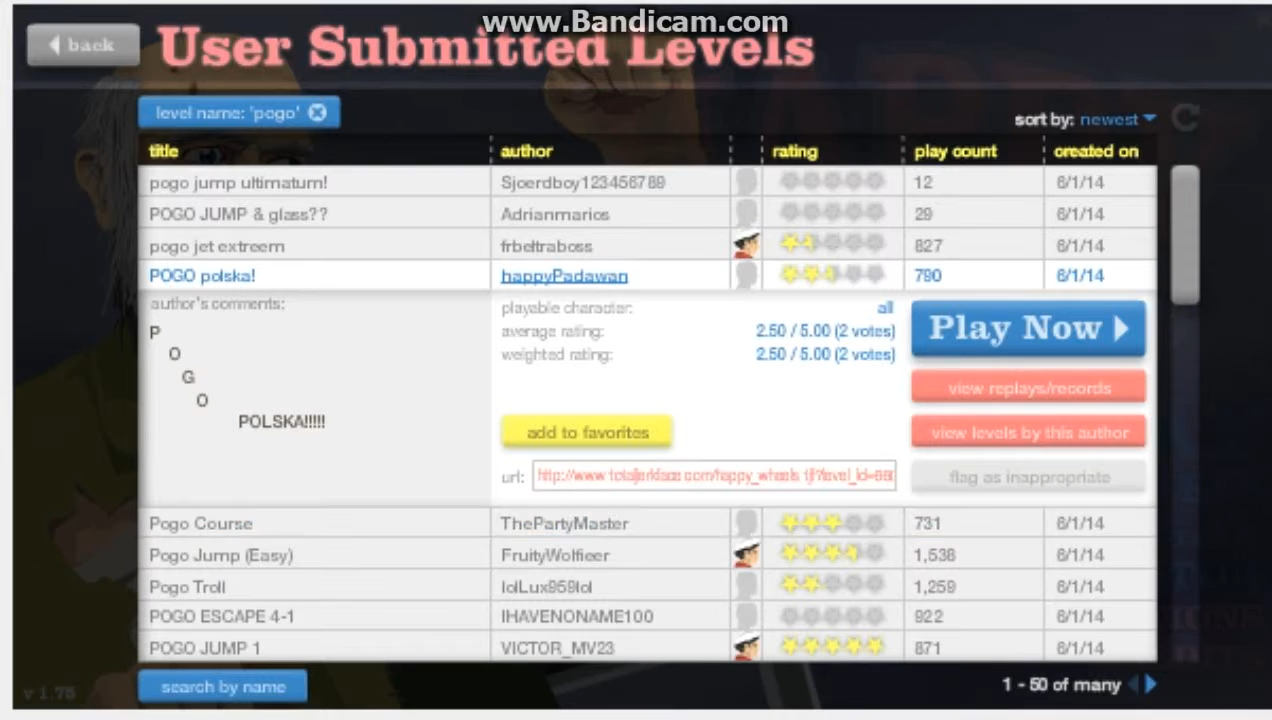 www.Bandicam.com
back
User Submitted Levels
level name: 'pogo'
sort by: newest
title author rating play count created on
pogo jump ultimatum! Sjoerdboy123456789 12 6/1/14
POGO JUMP & glass?? Adrianmarios 29 6/1/14
pogo jet extreem frbeltraboss 827 6/1/14
POGO polska! happyPadawan 790 6/1/14
author's comments:
P
O
G
O
POLSKA!!!!!
playable character: all
average rating: 2.50 / 5.00 (2 votes)
weighted rating: 2.50 / 5.00 (2 votes)
add to favorites
url:
Play Now
view replays/records
view levels by this author
flag as inappropriate
Pogo Course ThePartyMaster 731 6/1/14
Pogo Jump (Easy) FruityWolfieer 1,538 6/1/14
Pogo Troll lolLux959lol 1,259 6/1/14
POGO ESCAPE 4-1 IHAVENONAME100 922 6/1/14
POGO JUMP 1 VICTOR_MV23 871 6/1/14
v 1.75
search by name
1 - 50 of many